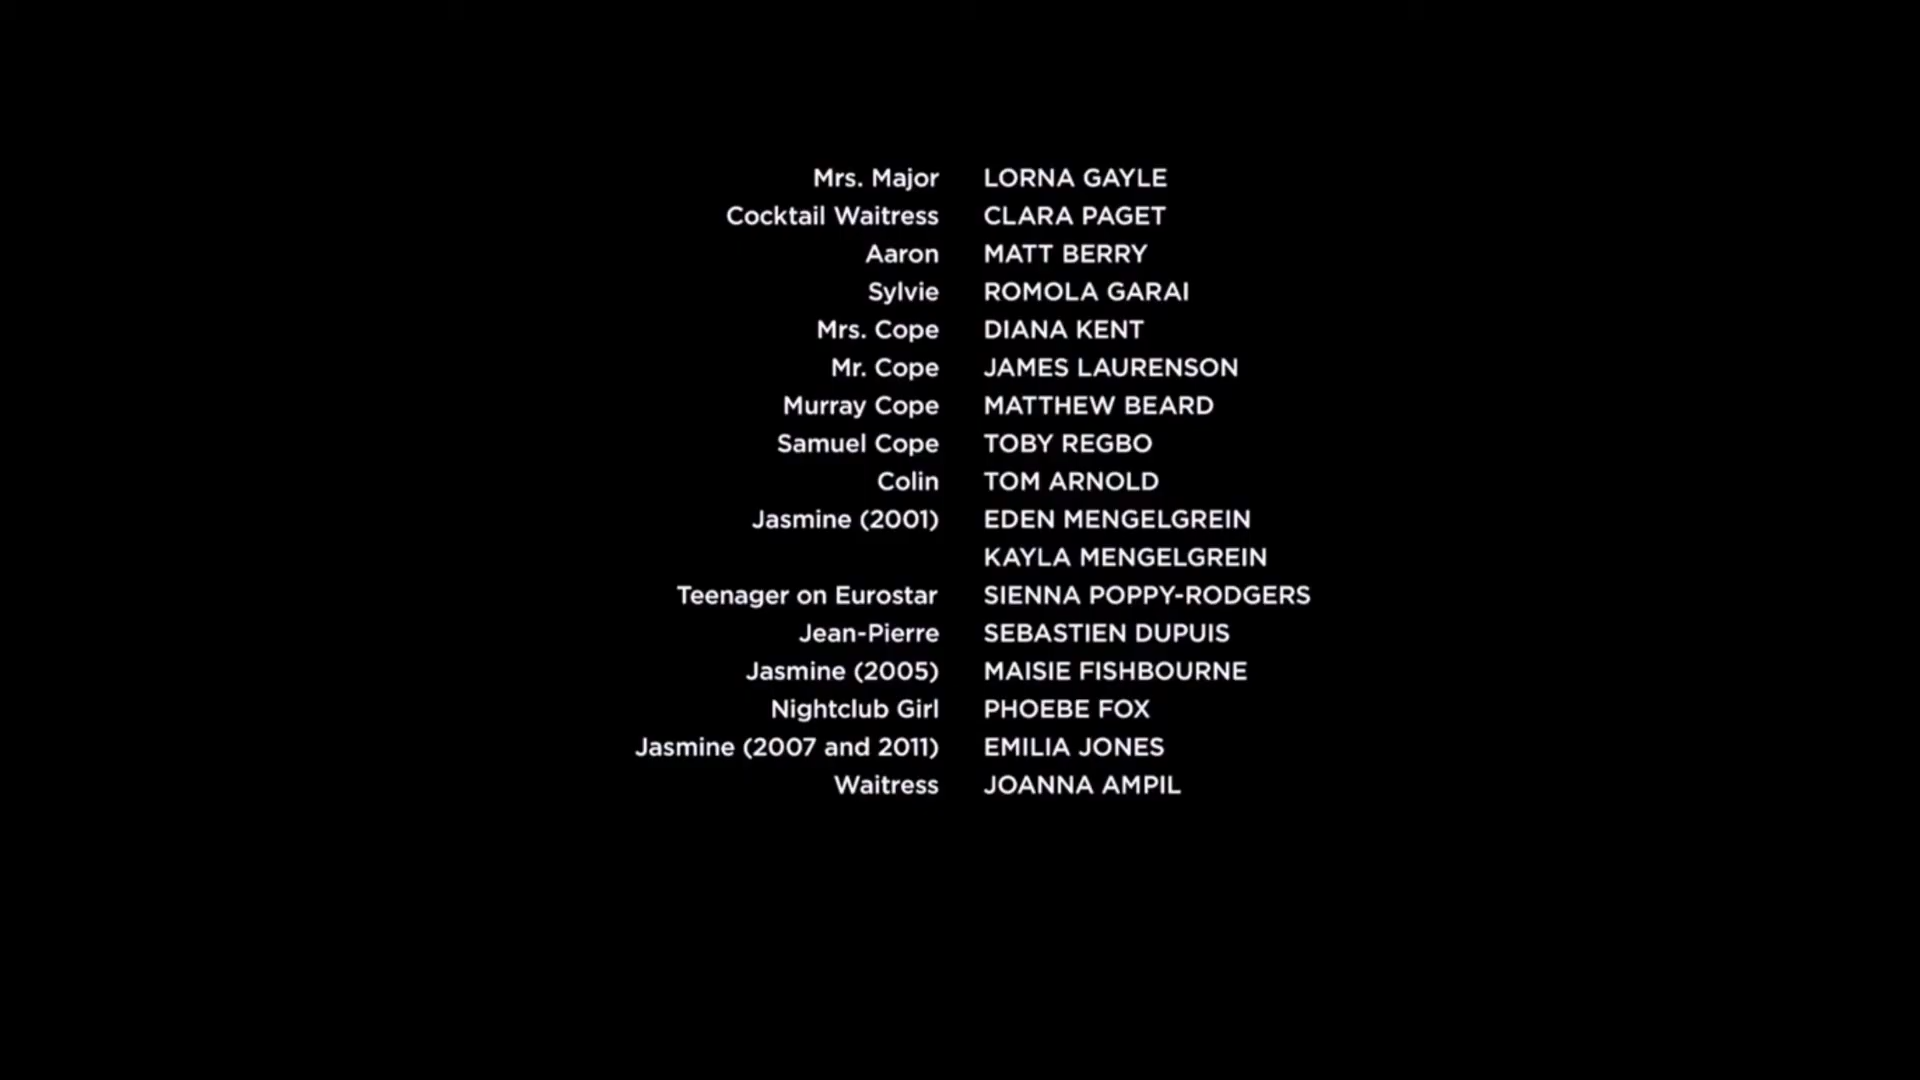 Mrs. Major LORNA GAYLE
Cocktail Waitress CLARA PAGET
Aaron MATT BERRY
Sylvie ROMOLA GARAI
Mrs. Cope DIANA KENT
Mr. Cope JAMES LAURENSON
Murray Cope MATTHEW BEARD
Samuel Cope TOBY REGBO
Colin TOM ARNOLD
Jasmine (2001) EDEN MENGELGREIN
KAYLA MENGELGREIN
Teenager on Eurostar SIENNA POPPY-RODGERS
Jean-Pierre SEBASTIEN DUPUIS
Jasmine (2005) MAISIE FISHBOURNE
Nightclub Girl PHOEBE FOX
Jasmine (2007 and 2011) EMILIA JONES
Waitress JOANNA AMPIL